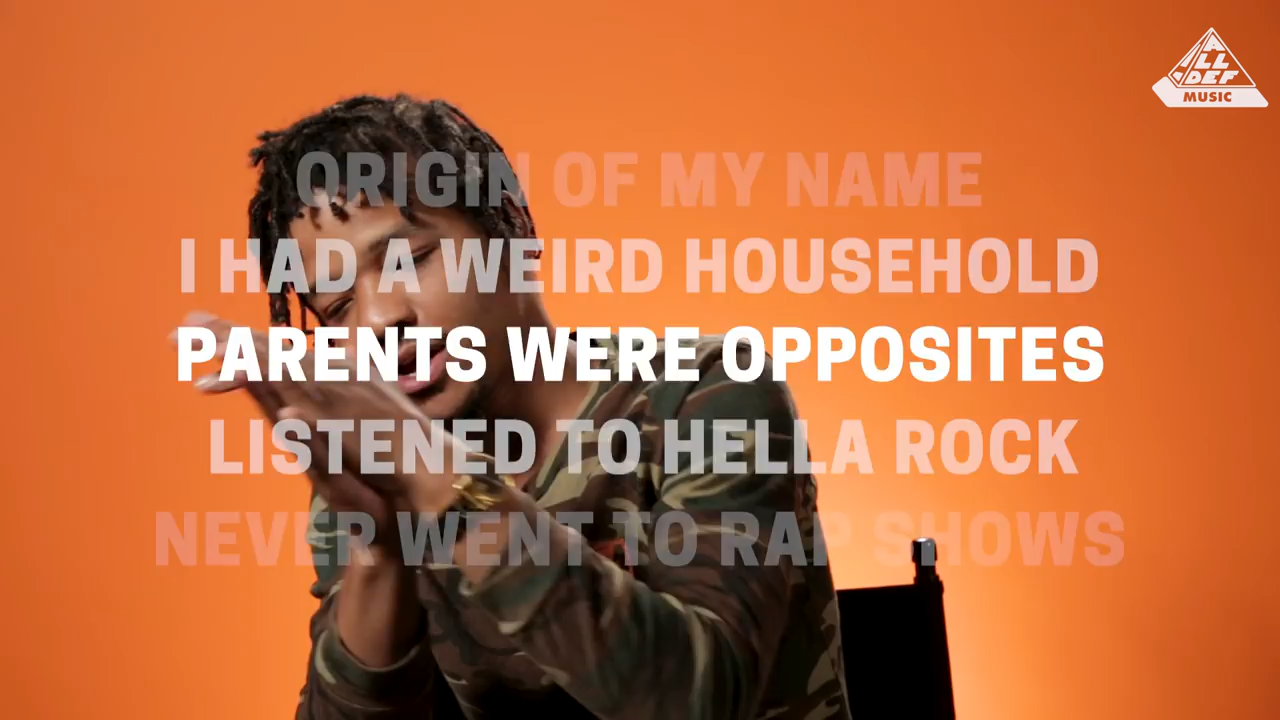 ALL DEF
MUSIC
ORIGIN OF MY NAME
I HAD A WEIRD HOUSEHOLD
PARENTS WERE OPPOSITES
LISTENED TO HELLA ROCK
NEVER WENT TO RAP SHOWS